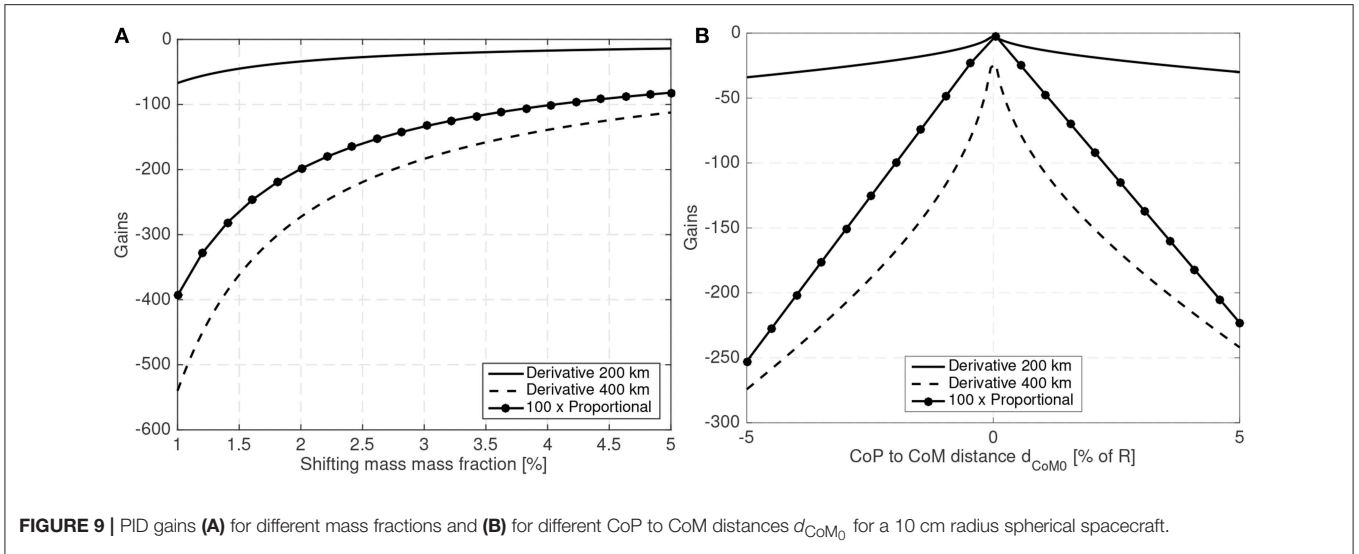 A
0
-100
-200
-300
-400
-500
-600
Gains
1
1.5
2
2.5
3
3.5
4
4.5
5
Shifting mass mass fraction [%]
Derivative 200 km
Derivative 400 km
100 x Proportional
B
0
-50
-100
-150
-200
-250
-300
Gains
-5
0
5
CoP to CoM distance d_CoM0 [% of R]
Derivative 200 km
Derivative 400 km
100 x Proportional
FIGURE 9 | PID gains (A) for different mass fractions and (B) for different CoP to CoM distances d_CoM0 for a 10 cm radius spherical spacecraft.